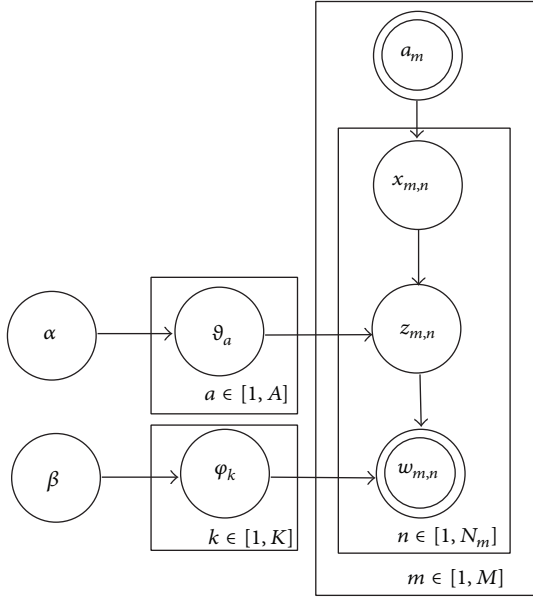 a_m
x_{m,n}
α
ϑ_a
z_{m,n}
a ∈ [1, A]
β
φ_k
w_{m,n}
k ∈ [1, K]
n ∈ [1, N_m]
m ∈ [1, M]